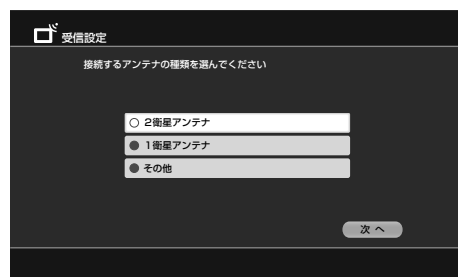 受信設定
接続するアンテナの種類を選んでください
2衛星アンテナ
1衛星アンテナ
その他
次 へ